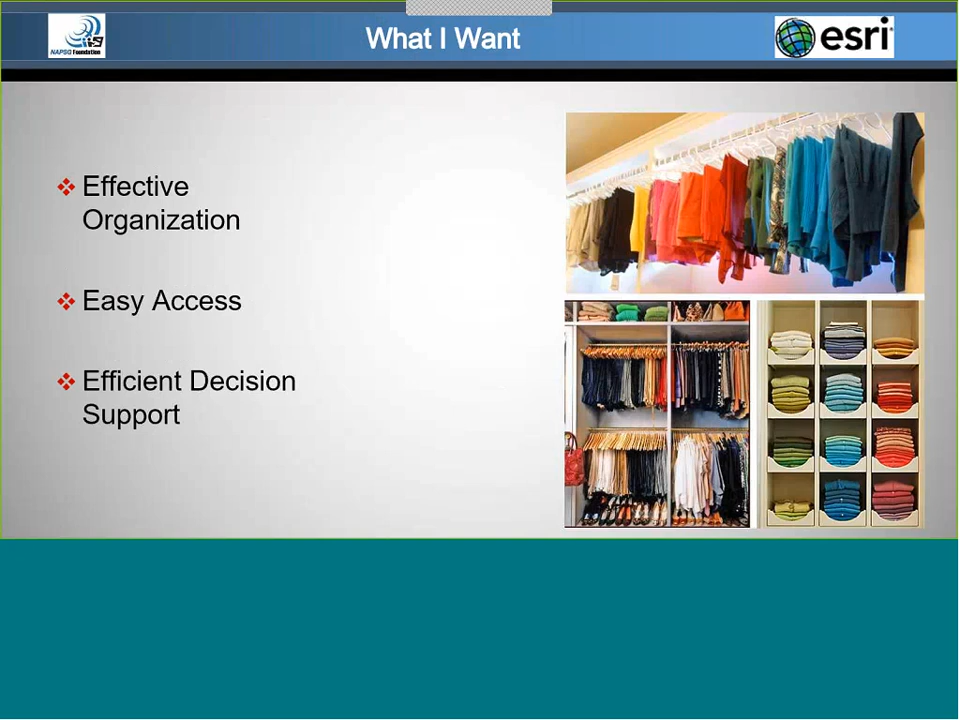 What I Want
NAPSG Foundation
esri
Effective
Organization
Easy Access
Efficient Decision
Support